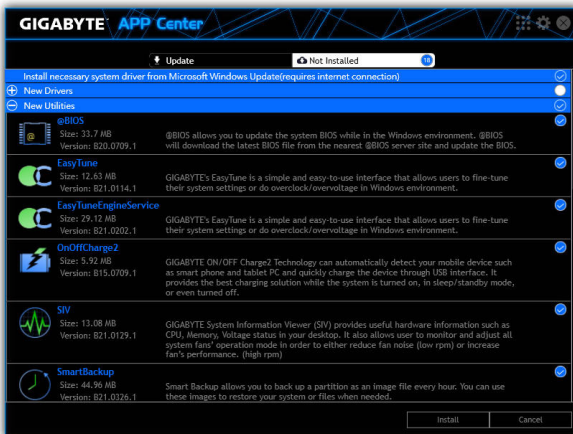 GIGABYTE™ APP Center
Update
Not Installed 18
Install necessary system driver from Microsoft Windows Update(requires internet connection)
New Drivers
New Utilities
@BIOS
Size: 33.7 MB
Version: B20.0709.1
@BIOS allows you to update the system BIOS while in the Windows environment. @BIOS
will download the latest BIOS file from the nearest @BIOS server site and update the BIOS.
EasyTune
Size: 12.63 MB
Version: B21.0114.1
GIGABYTE's EasyTune is a simple and easy-to-use interface that allows users to fine-tune
their system settings or do overclock/overvoltage in Windows environment.
EasyTuneEngineService
Size: 29.12 MB
Version: B21.0202.1
GIGABYTE's EasyTune is a simple and easy-to-use interface that allows users to fine-tune
their system settings or do overclock/overvoltage in Windows environment.
OnOffCharge2
Size: 5.92 MB
Version: B15.0709.1
GIGABYTE ON/OFF Charge2 Technology can automatically detect your mobile device such
as smart phone and tablet PC and quickly charge the device through USB interface. It
provides the best charging solution while the system is turned on, in sleep/standby mode,
or even turned off.
SIV
Size: 13.08 MB
Version: B21.0129.1
GIGABYTE System Information Viewer (SIV) provides useful hardware information such as
CPU, Memory, Voltage status in your desktop. It also allows user to monitor and adjust all
system fans' operation mode in order to either reduce fan noise (low rpm) or increase
fan's performance. (high rpm)
SmartBackup
Size: 44.96 MB
Version: B21.0326.1
Smart Backup allows you to back up a partition as an image file every hour. You can use
these images to restore your system or files when needed.
Install
Cancel